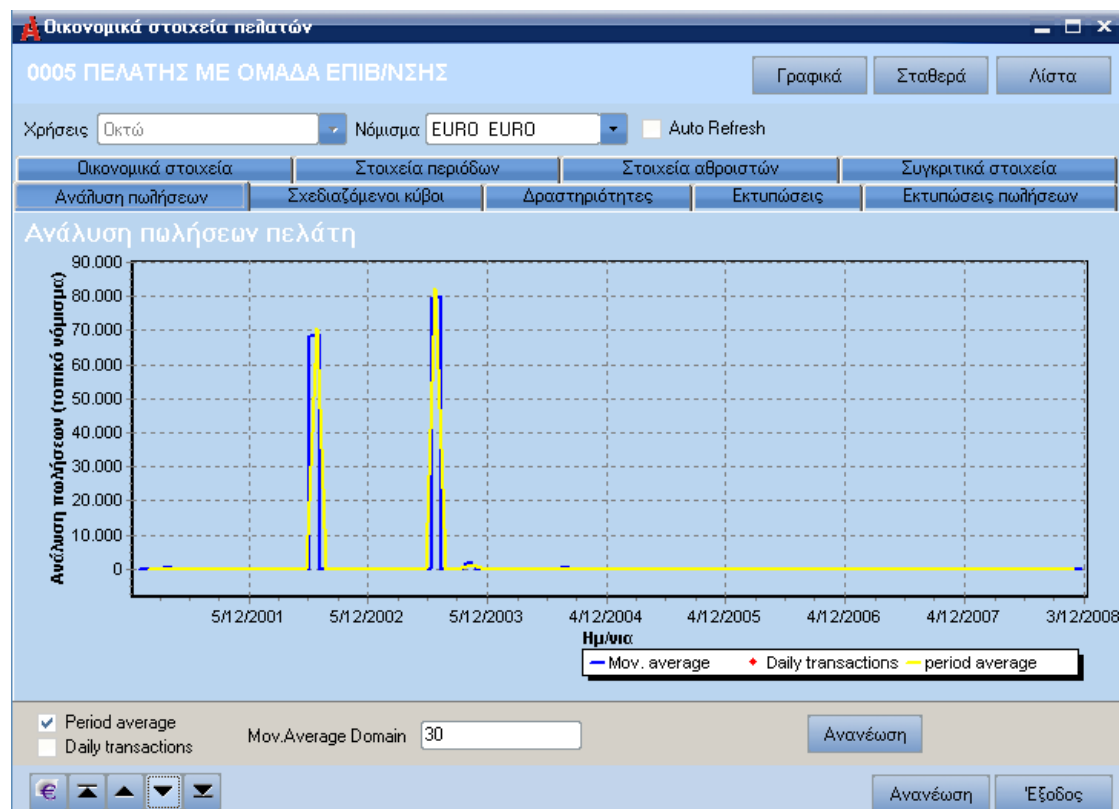 Οικονομικά στοιχεία πελατών
0005 ΠΕΛΑΤΗΣ ΜΕ ΟΜΑΔΑ ΕΠΙΒ/ΝΣΗΣ
Γραφικά Σταθερά Λίστα
Χρήσεις Οκτώ Νόμισμα EURO EURO Auto Refresh
Οικονομικά στοιχεία Στοιχεία περιόδων Στοιχεία αθροιστών Συγκριτικά στοιχεία
Ανάλυση πωλήσεων Σχεδιαζόμενοι κύβοι Δραστηριότητες Εκτυπώσεις Εκτυπώσεις πωλήσεων
Ανάλυση πωλήσεων πελάτη
Ανάλυση πωλήσεων (τοπικό νόμισμα)
90.000
80.000
70.000
60.000
50.000
40.000
30.000
20.000
10.000
0
5/12/2001 5/12/2002 5/12/2003 4/12/2004 4/12/2005 4/12/2006 4/12/2007 3/12/2008
Ημ/νια
Mov. average Daily transactions period average
Period average
Daily transactions
Mov.Average Domain 30 Ανανέωση
Ανανέωση Έξοδος